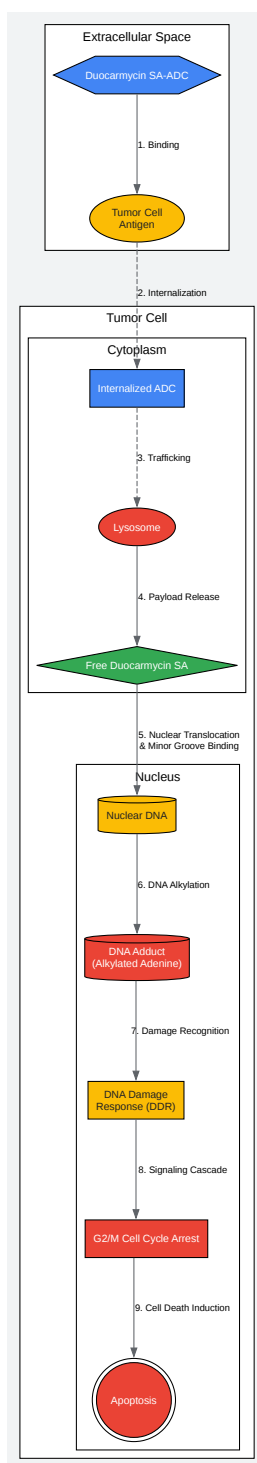 Extracellular Space
Duocarmycin SA-ADC
1. Binding
Tumor Cell
Antigen
2. Internalization
Tumor Cell
Cytoplasm
Internalized ADC
3. Trafficking
Lysosome
4. Payload Release
Free Duocarmycin SA
5. Nuclear Translocation
& Minor Groove Binding
Nucleus
Nuclear DNA
6. DNA Alkylation
DNA Adduct
(Alkylated Adenine)
7. Damage Recognition
DNA Damage
Response (DDR)
8. Signaling Cascade
G2/M Cell Cycle Arrest
9. Cell Death Induction
Apoptosis